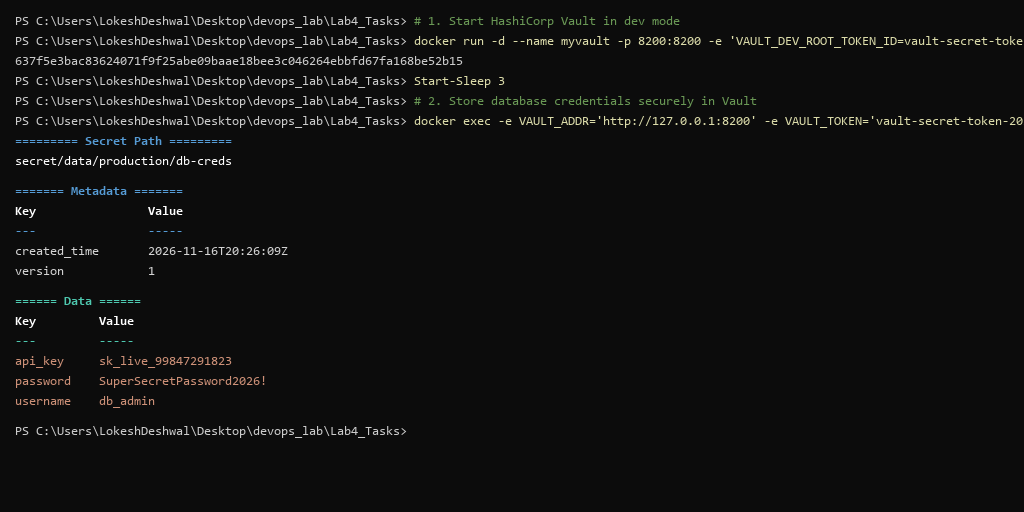 PS C:\Users\LokeshDeshwal\Desktop\devops_lab\Lab4_Tasks> # 1. Start HashiCorp Vault in dev mode
PS C:\Users\LokeshDeshwal\Desktop\devops_lab\Lab4_Tasks> docker run -d --name myvault -p 8200:8200 -e 'VAULT_DEV_ROOT_TOKEN_ID=vault-secret-toke
637f5e3bac83624071f9f25abe09baae18bee3c046264ebbfd67fa168be52b15
PS C:\Users\LokeshDeshwal\Desktop\devops_lab\Lab4_Tasks> Start-Sleep 3
PS C:\Users\LokeshDeshwal\Desktop\devops_lab\Lab4_Tasks> # 2. Store database credentials securely in Vault
PS C:\Users\LokeshDeshwal\Desktop\devops_lab\Lab4_Tasks> docker exec -e VAULT_ADDR='http://127.0.0.1:8200' -e VAULT_TOKEN='vault-secret-token-20
========= Secret Path =========
secret/data/production/db-creds
======= Metadata =======
Key                Value
---                -----
created_time       2026-11-16T20:26:09Z
version            1
====== Data ======
Key         Value
---         -----
api_key     sk_live_99847291823
password    SuperSecretPassword2026!
username    db_admin
PS C:\Users\LokeshDeshwal\Desktop\devops_lab\Lab4_Tasks>